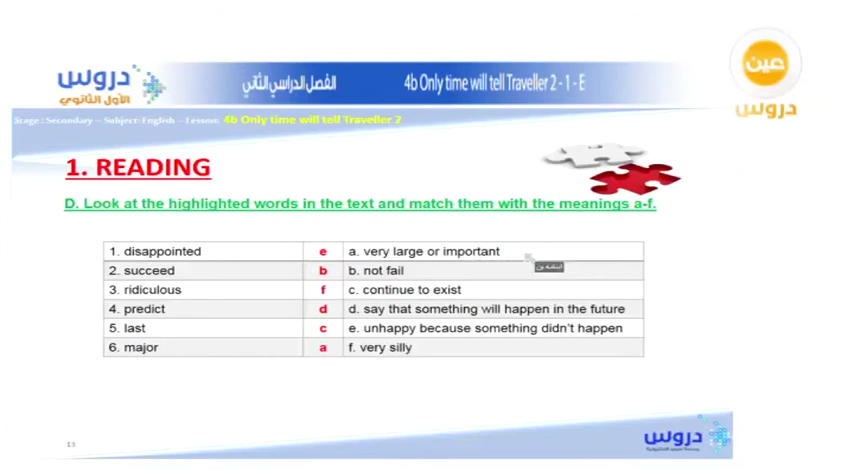 عين
دروس
دروس
الأول الثانوي
الفصل الدراسي الثاني
4b Only time will tell Traveller 2 - 1 - E
Stage : Secondary – Subject: English – Lesson: 4b Only time will tell Traveller 2
1. READING
D. Look at the highlighted words in the text and match them with the meanings a-f.
1. disappointed e a. very large or important
2. succeed b b. not fail
3. ridiculous f c. continue to exist
4. predict d d. say that something will happen in the future
5. last c e. unhappy because something didn't happen
6. major a f. very silly
13
دروس